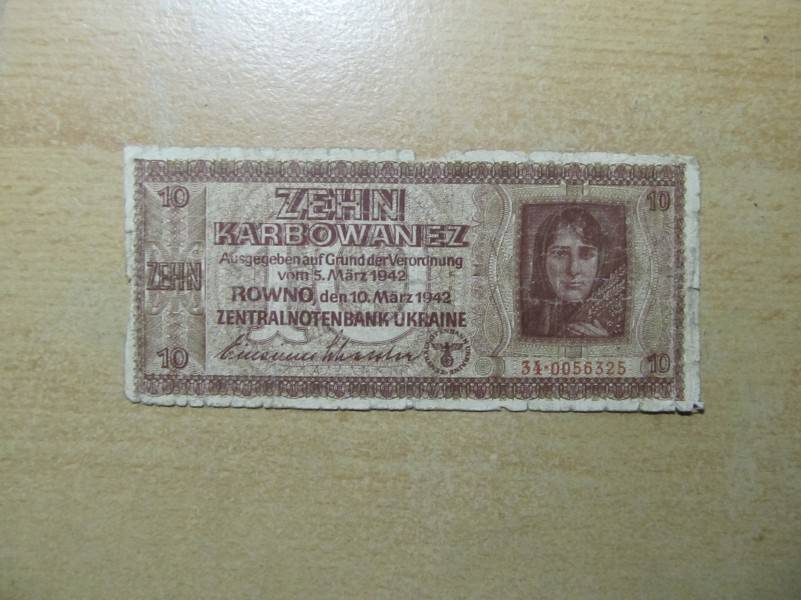 10
ZEHN
KARBOWANEZ
Ausgegeben auf Grund der Verordnung
vom 5. März 1942
ROWNO, den 10. März 1942
ZENTRALNOTENBANK UKRAINE
ZEHN
10
10
34·0056325
10